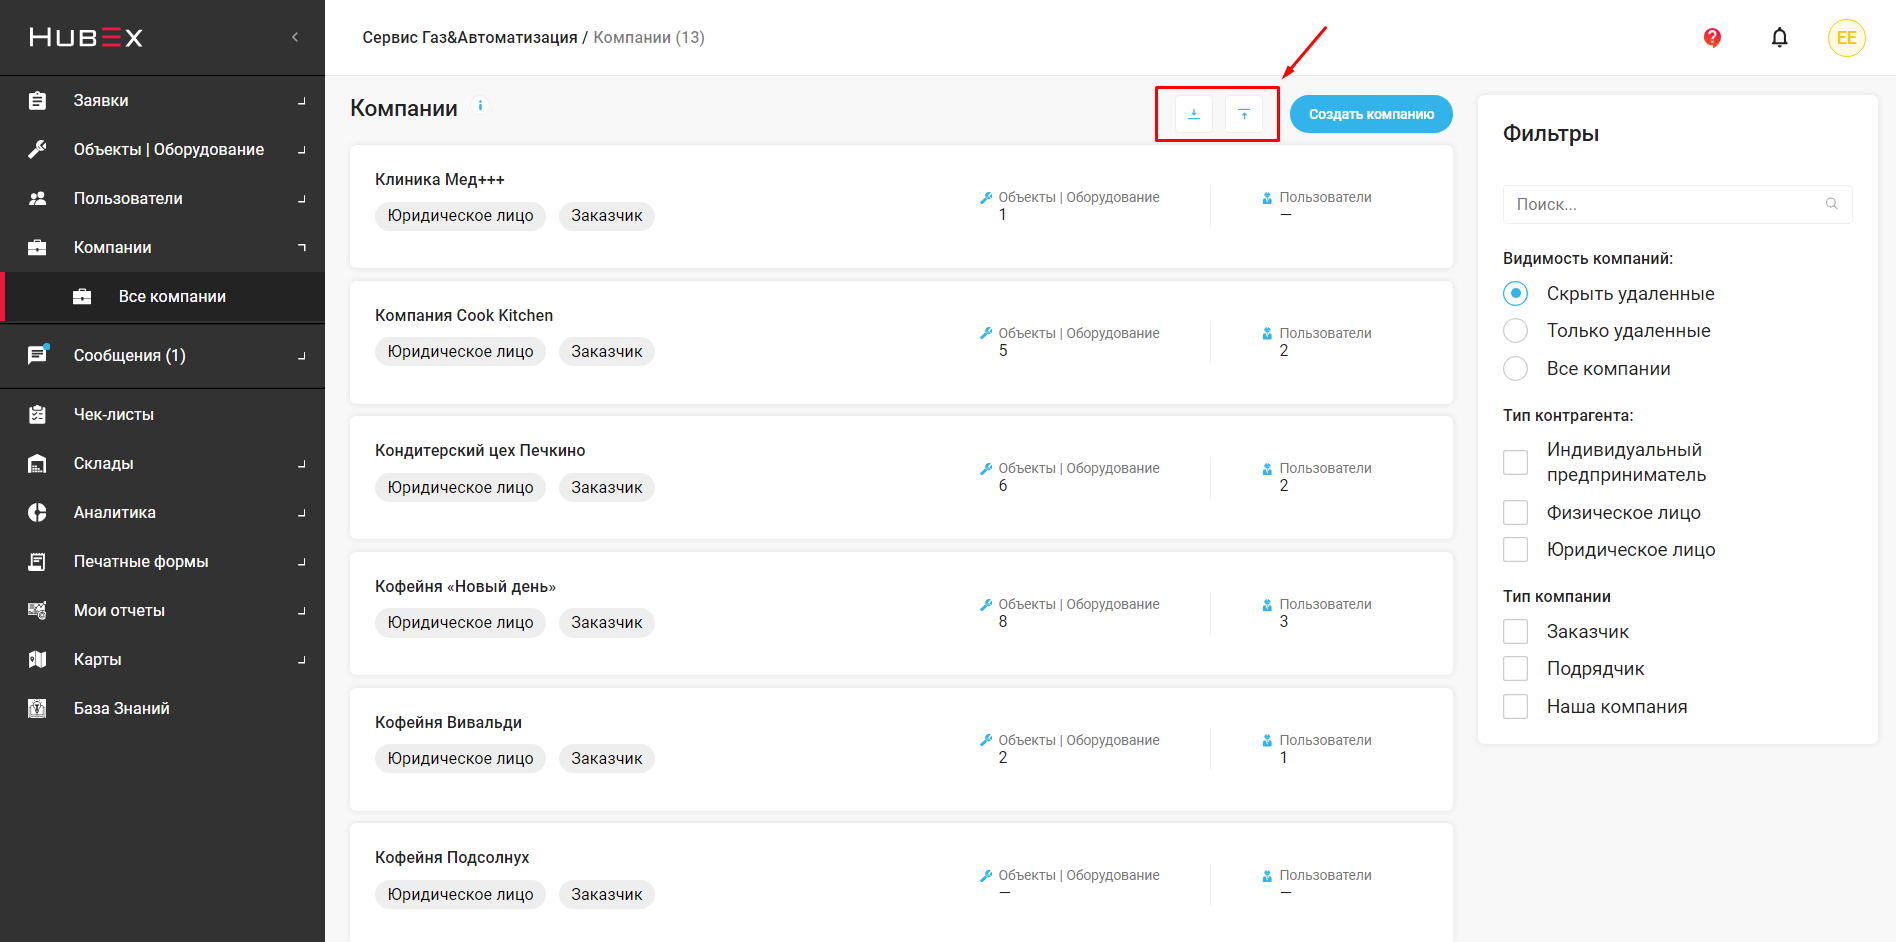 HUBEX
Заявки
Объекты | Оборудование
Пользователи
Компании
Все компании
Сообщения (1)
Чек-листы
Склады
Аналитика
Печатные формы
Мои отчеты
Карты
База Знаний
Сервис Газ&Автоматизация / Компании (13)
?
EE
Компании i
Создать компанию
Клиника Мед+++
Юридическое лицо Заказчик
Объекты | Оборудование
1
Пользователи
—
Компания Cook Kitchen
Юридическое лицо Заказчик
Объекты | Оборудование
5
Пользователи
2
Кондитерский цех Печкино
Юридическое лицо Заказчик
Объекты | Оборудование
6
Пользователи
2
Кофейня «Новый день»
Юридическое лицо Заказчик
Объекты | Оборудование
8
Пользователи
3
Кофейня Вивальди
Юридическое лицо Заказчик
Объекты | Оборудование
2
Пользователи
1
Кофейня Подсолнух
Юридическое лицо Заказчик
Объекты | Оборудование
—
Пользователи
—
Фильтры
Поиск...
Видимость компаний:
Скрыть удаленные
Только удаленные
Все компании
Тип контрагента:
Индивидуальный
предприниматель
Физическое лицо
Юридическое лицо
Тип компании
Заказчик
Подрядчик
Наша компания